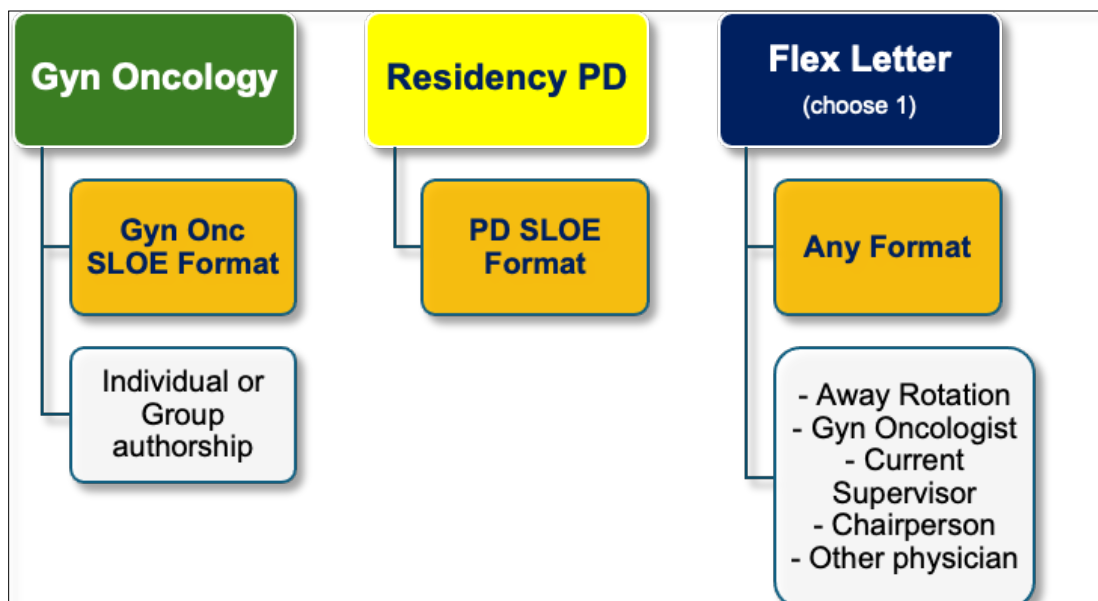 Gyn Oncology
Gyn Onc
SLOE Format
Individual or
Group
authorship
Residency PD
PD SLOE
Format
Flex Letter
(choose 1)
Any Format
- Away Rotation
- Gyn Oncologist
- Current
Supervisor
- Chairperson
- Other physician